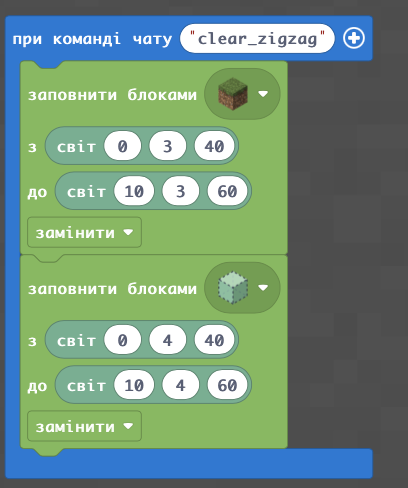 при команді чату "clear_zigzag"
заповнити блоками
з світ 0 3 40
до світ 10 3 60
замінити
заповнити блоками
з світ 0 4 40
до світ 10 4 60
замінити